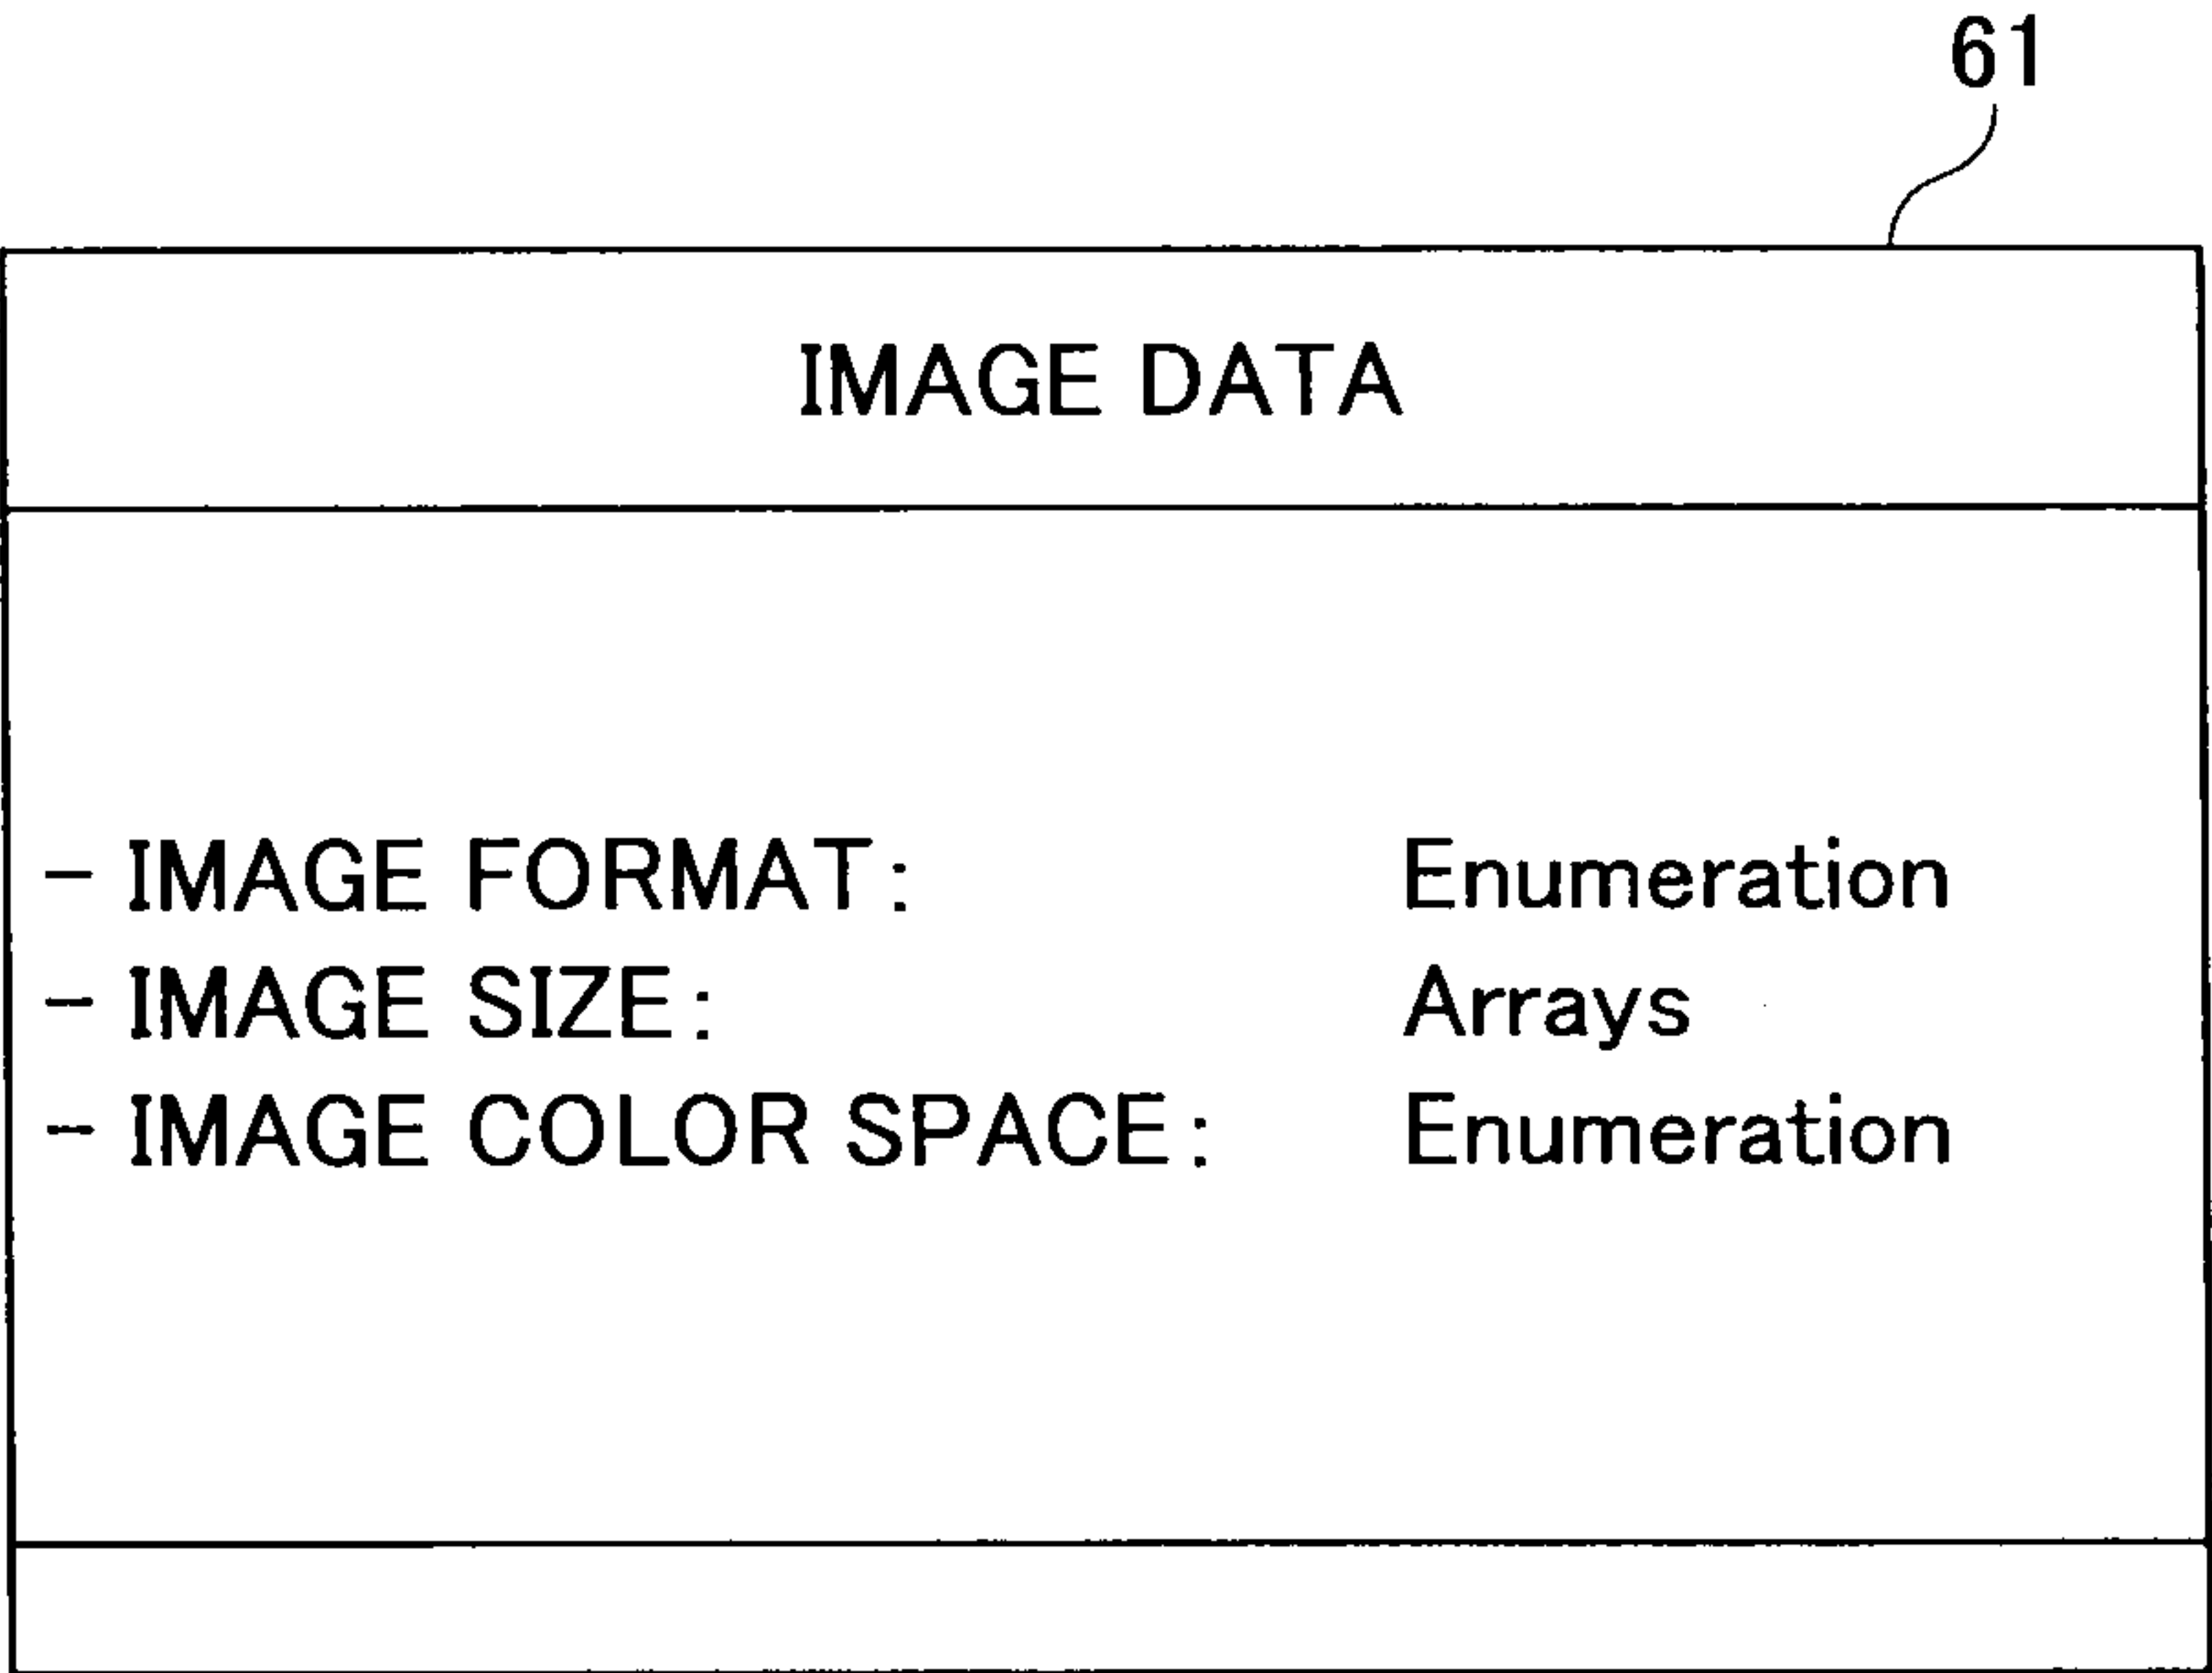 61
IMAGE DATA
– IMAGE FORMAT: Enumeration
– IMAGE SIZE: Arrays
– IMAGE COLOR SPACE: Enumeration